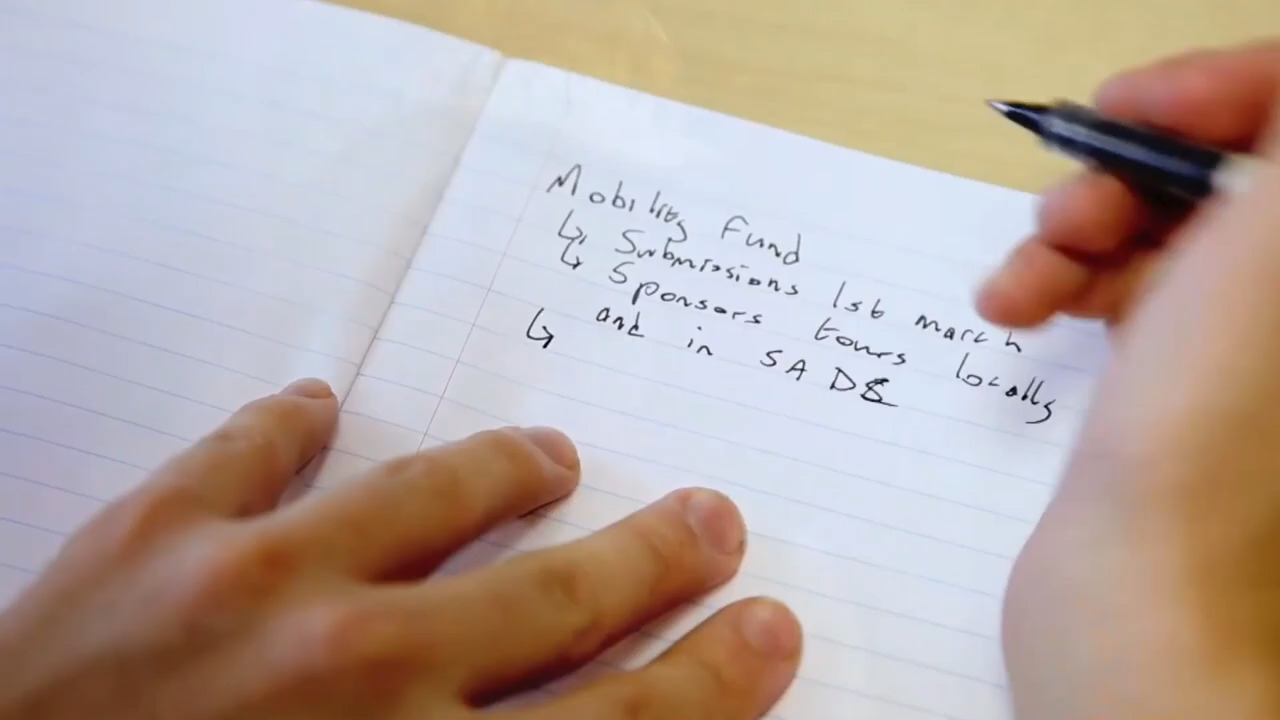 Mobility Fund
↳ Submissions 1st march
↳ Sponsors tours locally
and in SADC
↳